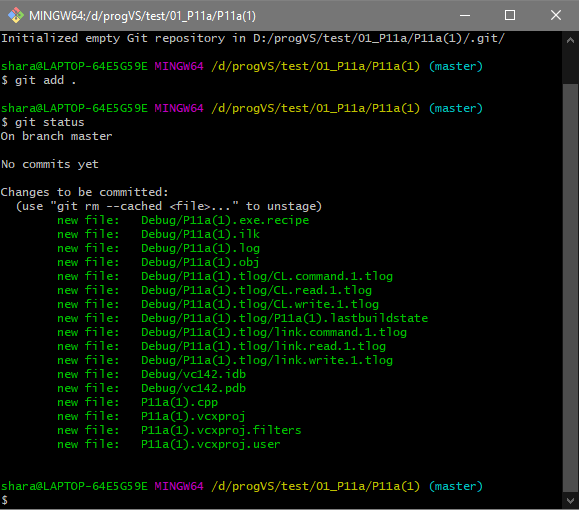 MINGW64:/d/progVS/test/01_P11a/P11a(1)
Initialized empty Git repository in D:/progVS/test/01_P11a/P11a(1)/.git/
shara@LAPTOP-64E5G59E MINGW64 /d/progVS/test/01_P11a/P11a(1) (master)
$ git add .
shara@LAPTOP-64E5G59E MINGW64 /d/progVS/test/01_P11a/P11a(1) (master)
$ git status
On branch master
No commits yet
Changes to be committed:
  (use "git rm --cached <file>..." to unstage)
        new file:   Debug/P11a(1).exe.recipe
        new file:   Debug/P11a(1).ilk
        new file:   Debug/P11a(1).log
        new file:   Debug/P11a(1).obj
        new file:   Debug/P11a(1).tlog/CL.command.1.tlog
        new file:   Debug/P11a(1).tlog/CL.read.1.tlog
        new file:   Debug/P11a(1).tlog/CL.write.1.tlog
        new file:   Debug/P11a(1).tlog/P11a(1).lastbuildstate
        new file:   Debug/P11a(1).tlog/link.command.1.tlog
        new file:   Debug/P11a(1).tlog/link.read.1.tlog
        new file:   Debug/P11a(1).tlog/link.write.1.tlog
        new file:   Debug/vc142.idb
        new file:   Debug/vc142.pdb
        new file:   P11a(1).cpp
        new file:   P11a(1).vcxproj
        new file:   P11a(1).vcxproj.filters
        new file:   P11a(1).vcxproj.user
shara@LAPTOP-64E5G59E MINGW64 /d/progVS/test/01_P11a/P11a(1) (master)
$